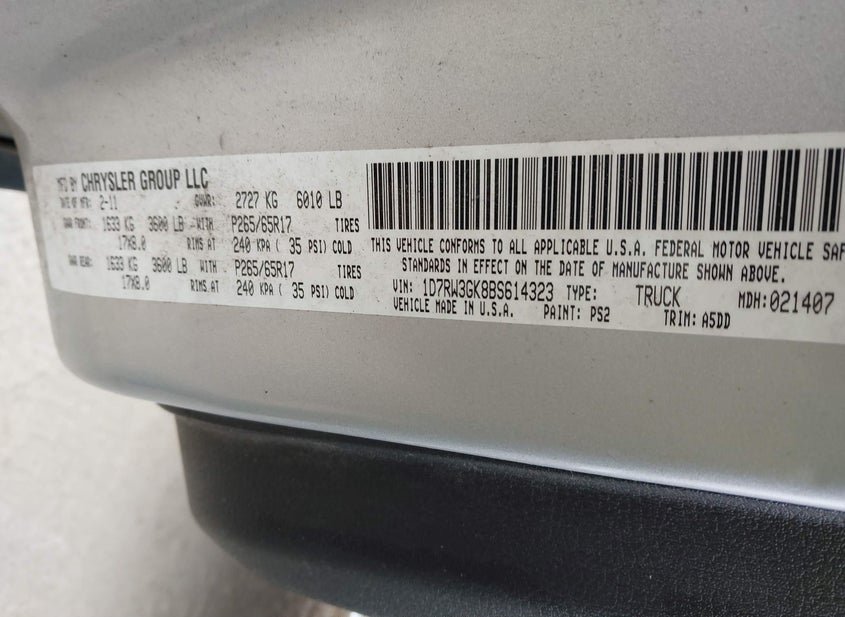 MFD BY CHRYSLER GROUP LLC
DATE OF MFR: 2-11 GVWR: 2727 KG 6010 LB
GAWR FRONT: 1633 KG 3600 LB WITH P265/65R17 TIRES
17X8.0 RIMS AT 240 KPA ( 35 PSI) COLD
GAWR REAR: 1633 KG 3600 LB WITH P265/65R17 TIRES
17X8.0 RIMS AT 240 KPA ( 35 PSI) COLD
THIS VEHICLE CONFORMS TO ALL APPLICABLE U.S.A. FEDERAL MOTOR VEHICLE SAF
STANDARDS IN EFFECT ON THE DATE OF MANUFACTURE SHOWN ABOVE.
VIN: 1D7RW3GK8BS614323 TYPE: TRUCK MDH:021407
VEHICLE MADE IN U.S.A. PAINT: PS2 TRIM: A5DD